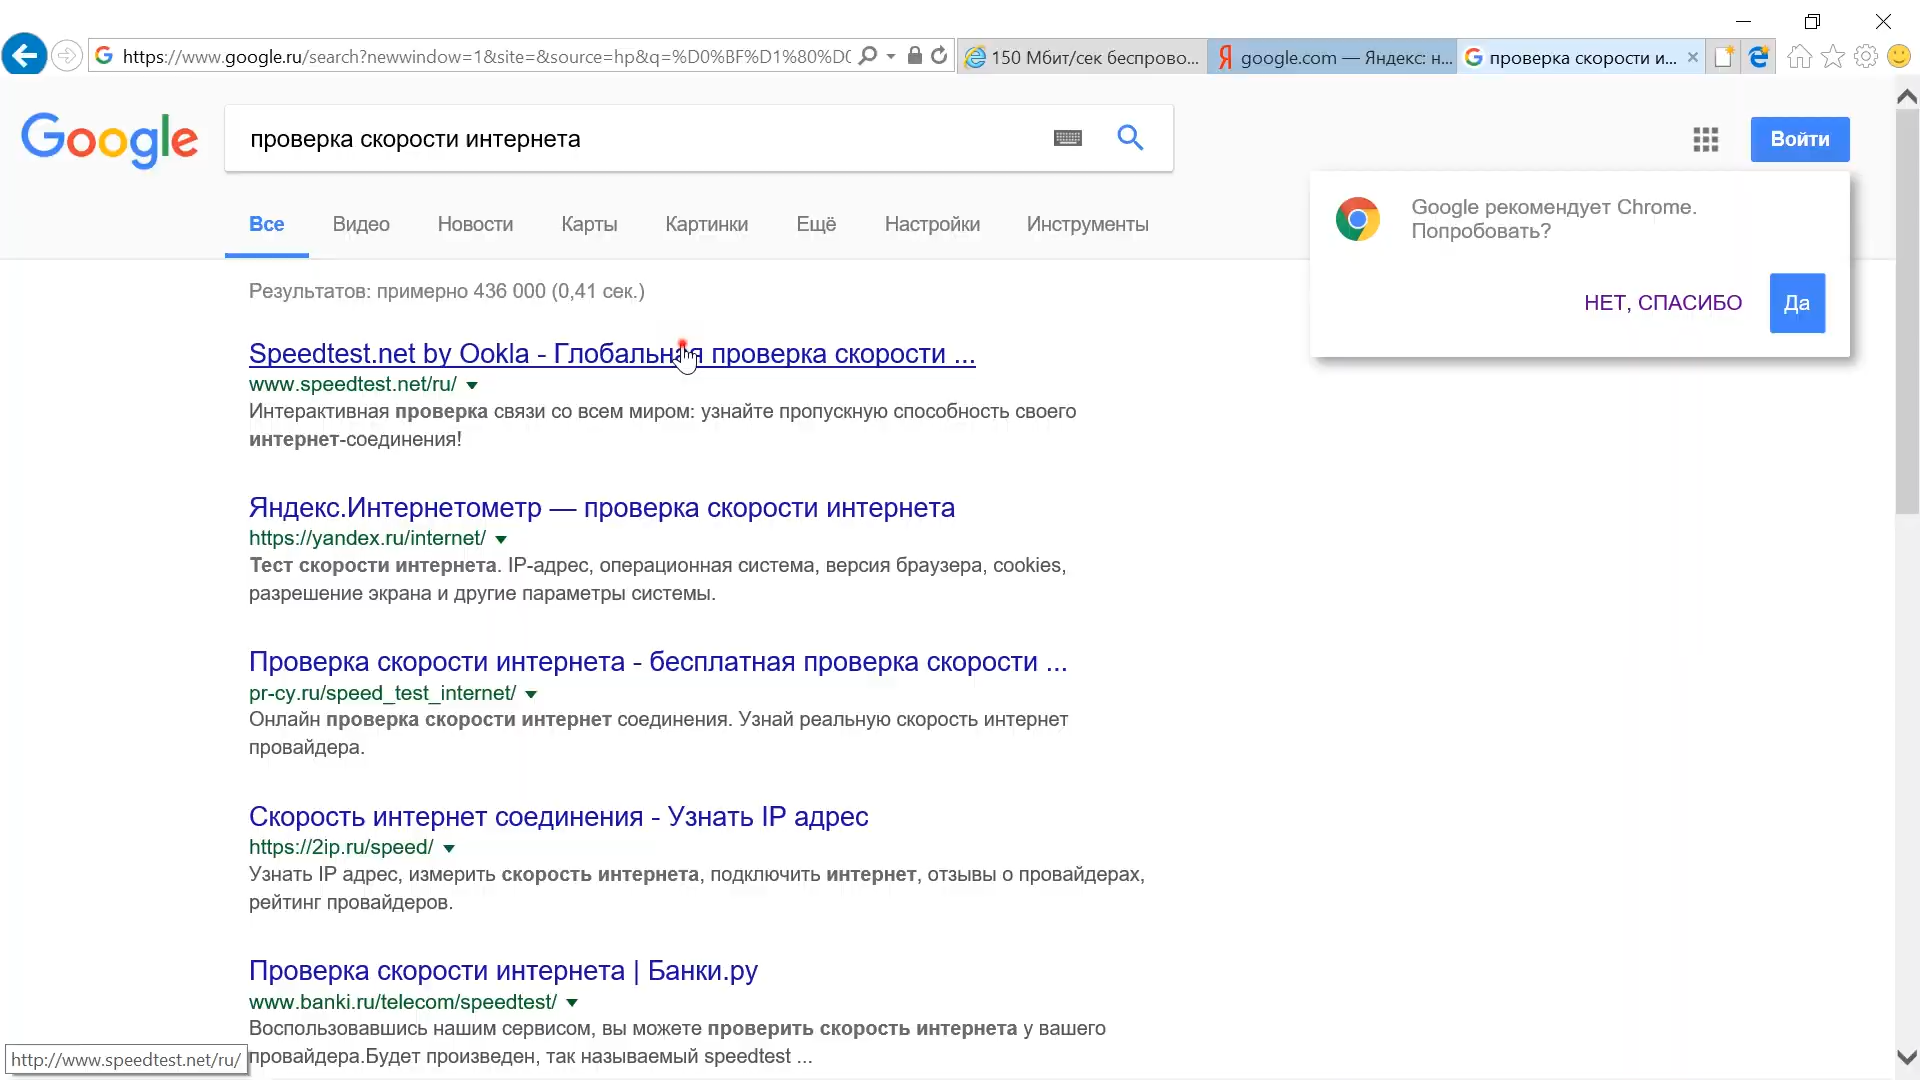 https://www.google.ru/search?newwindow=1&site=&source=hp&q=%D0%BF%D1%80%D0
150 Мбит/сек беспрово...
google.com — Яндекс: н...
проверка скорости и...
Google
проверка скорости интернета
Войти
Все Видео Новости Карты Картинки Ещё Настройки Инструменты
Google рекомендует Chrome.
Попробовать?
НЕТ, СПАСИБО
Да
Результатов: примерно 436 000 (0,41 сек.)
Speedtest.net by Ookla - Глобальная проверка скорости ...
www.speedtest.net/ru/
Интерактивная проверка связи со всем миром: узнайте пропускную способность своего
интернет-соединения!
Яндекс.Интернетометр — проверка скорости интернета
https://yandex.ru/internet/
Тест скорости интернета. IP-адрес, операционная система, версия браузера, cookies,
разрешение экрана и другие параметры системы.
Проверка скорости интернета - бесплатная проверка скорости ...
pr-cy.ru/speed_test_internet/
Онлайн проверка скорости интернет соединения. Узнай реальную скорость интернет
провайдера.
Скорость интернет соединения - Узнать IP адрес
https://2ip.ru/speed/
Узнать IP адрес, измерить скорость интернета, подключить интернет, отзывы о провайдерах,
рейтинг провайдеров.
Проверка скорости интернета | Банки.ру
www.banki.ru/telecom/speedtest/
Воспользовавшись нашим сервисом, вы можете проверить скорость интернета у вашего
провайдера.Будет произведен, так называемый speedtest ...
http://www.speedtest.net/ru/